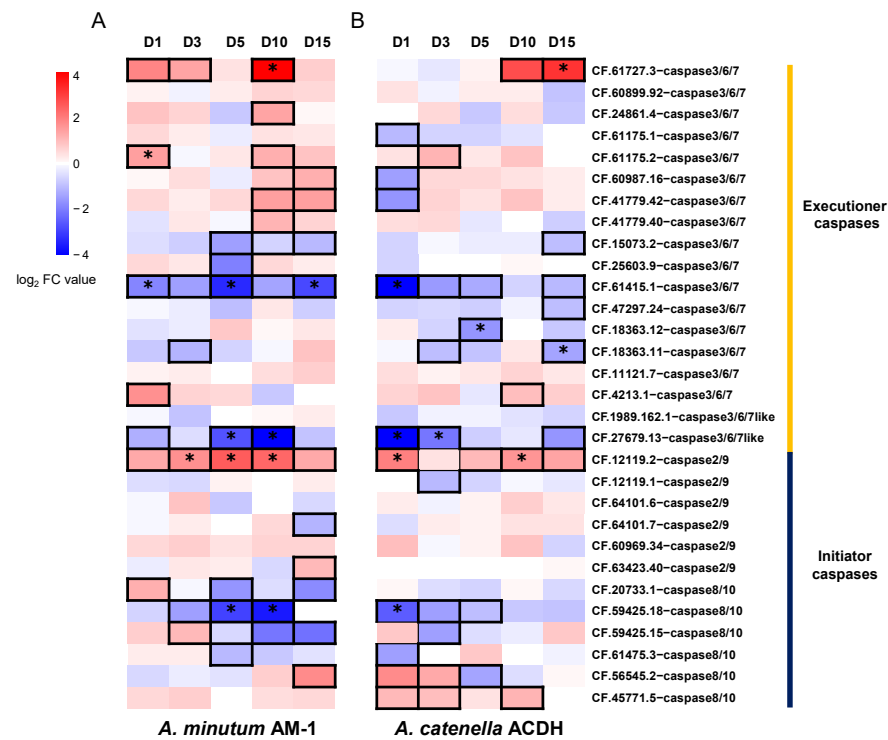 A
B
D1 D3 D5 D10 D15
D1 D3 D5 D10 D15
4
2
0
−2
−4
log2 FC value
* CF.61727.3−caspase3/6/7
* CF.60899.92−caspase3/6/7
CF.24861.4−caspase3/6/7
CF.61175.1−caspase3/6/7
* CF.61175.2−caspase3/6/7
CF.60987.16−caspase3/6/7
CF.41779.42−caspase3/6/7
CF.41779.40−caspase3/6/7
CF.15073.2−caspase3/6/7
CF.25603.9−caspase3/6/7
* * * * CF.61415.1−caspase3/6/7
CF.47297.24−caspase3/6/7
* CF.18363.12−caspase3/6/7
* CF.18363.11−caspase3/6/7
CF.11121.7−caspase3/6/7
CF.4213.1−caspase3/6/7
CF.1989.162.1−caspase3/6/7like
* * * * CF.27679.13−caspase3/6/7like
* * * * * CF.12119.2−caspase2/9
CF.12119.1−caspase2/9
CF.64101.6−caspase2/9
CF.64101.7−caspase2/9
CF.60969.34−caspase2/9
CF.63423.40−caspase2/9
CF.20733.1−caspase8/10
* * * CF.59425.18−caspase8/10
CF.59425.15−caspase8/10
CF.61475.3−caspase8/10
CF.56545.2−caspase8/10
CF.45771.5−caspase8/10
Executioner
caspases
Initiator
caspases
A. minutum AM-1
A. catenella ACDH